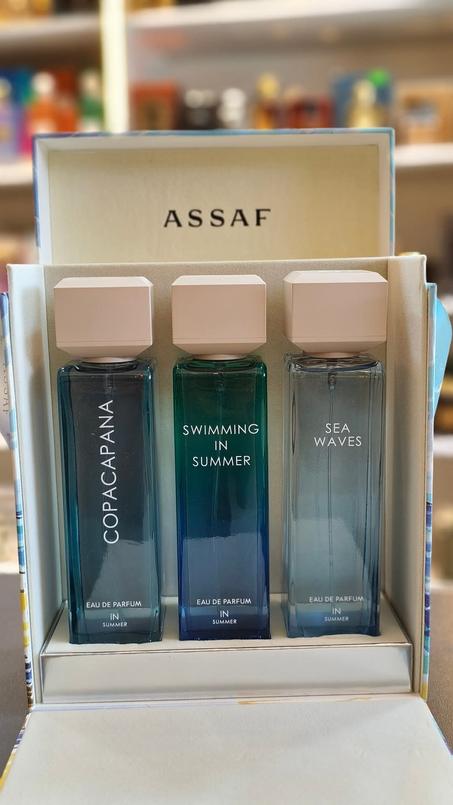 ASSAF
COPACAPANA
EAU DE PARFUM
IN
SUMMER
SWIMMING
IN
SUMMER
EAU DE PARFUM
IN
SUMMER
SEA
WAVES
EAU DE PARFUM
IN
SUMMER